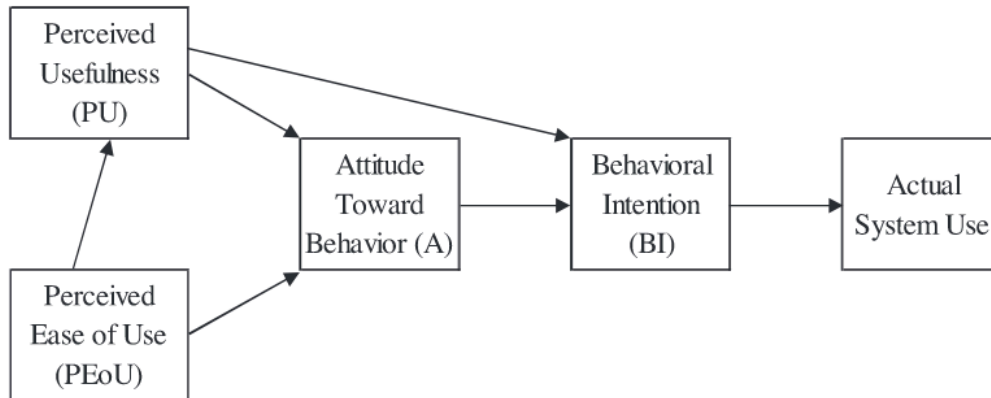 Perceived
Usefulness
(PU)
Attitude
Toward
Behavior (A)
Behavioral
Intention
(BI)
Actual
System Use
Perceived
Ease of Use
(PEoU)